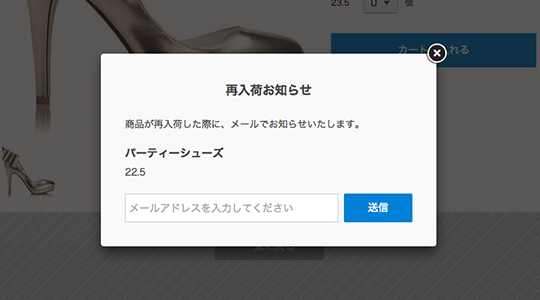 23.5 0 個
カート れる
再入荷お知らせ
商品が再入荷した際に、メールでお知らせいたします。
パーティーシューズ
22.5
メールアドレスを入力してください
送信